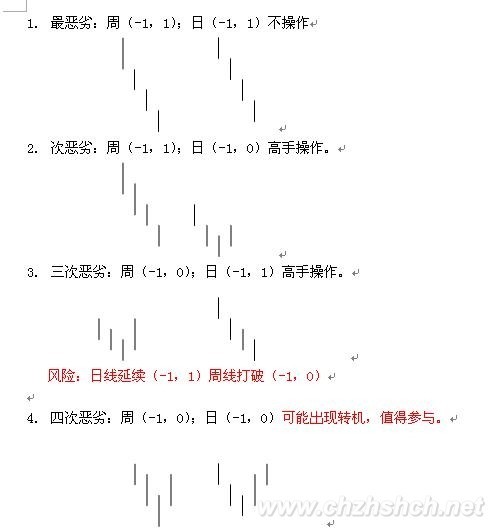 1. 最恶劣：周（-1，1）；日（-1，1）不操作
2. 次恶劣：周（-1，1）；日（-1，0）高手操作。
3. 三次恶劣：周（-1，0）；日（-1，1）高手操作。
风险：日线延续（-1，1）周线打破（-1，0）
4. 四次恶劣：周（-1，0）；日（-1，0）可能出现转机，值得参与。
www.chzhshch.net